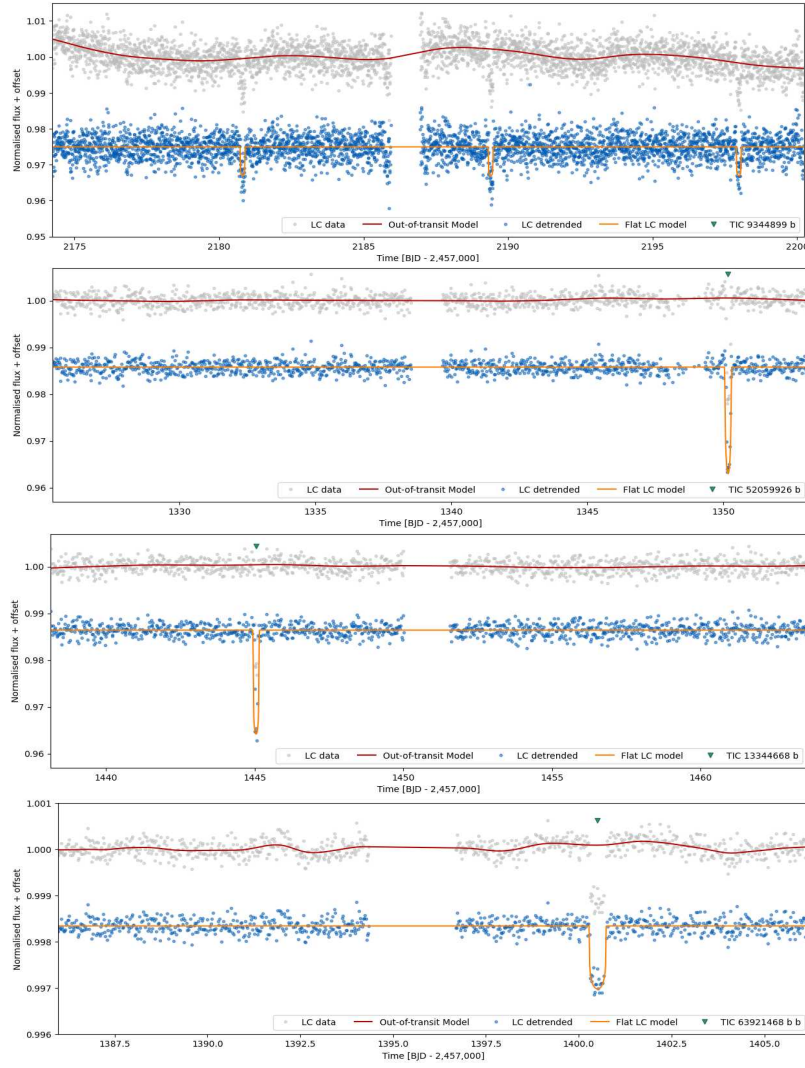 1.01
1.00
0.99
0.98
0.97
0.96
0.95
Normalised flux + offset
LC data Out-of-transit Model LC detrended Flat LC model TIC 9344899 b
2175 2180 2185 2190 2195 2200
Time [BJD - 2,457,000]
1.00
0.99
0.98
0.97
0.96
Normalised flux + offset
LC data Out-of-transit Model LC detrended Flat LC model TIC 52059926 b
1330 1335 1340 1345 1350
Time [BJD - 2,457,000]
1.00
0.99
0.98
0.97
0.96
Normalised flux + offset
LC data Out-of-transit Model LC detrended Flat LC model TIC 13344668 b
1440 1445 1450 1455 1460
Time [BJD - 2,457,000]
1.001
1.000
0.999
0.998
0.997
0.996
Normalised flux + offset
LC data Out-of-transit Model LC detrended Flat LC model TIC 63921468 b b
1387.5 1390.0 1392.5 1395.0 1397.5 1400.0 1402.5 1405.0
Time [BJD - 2,457,000]